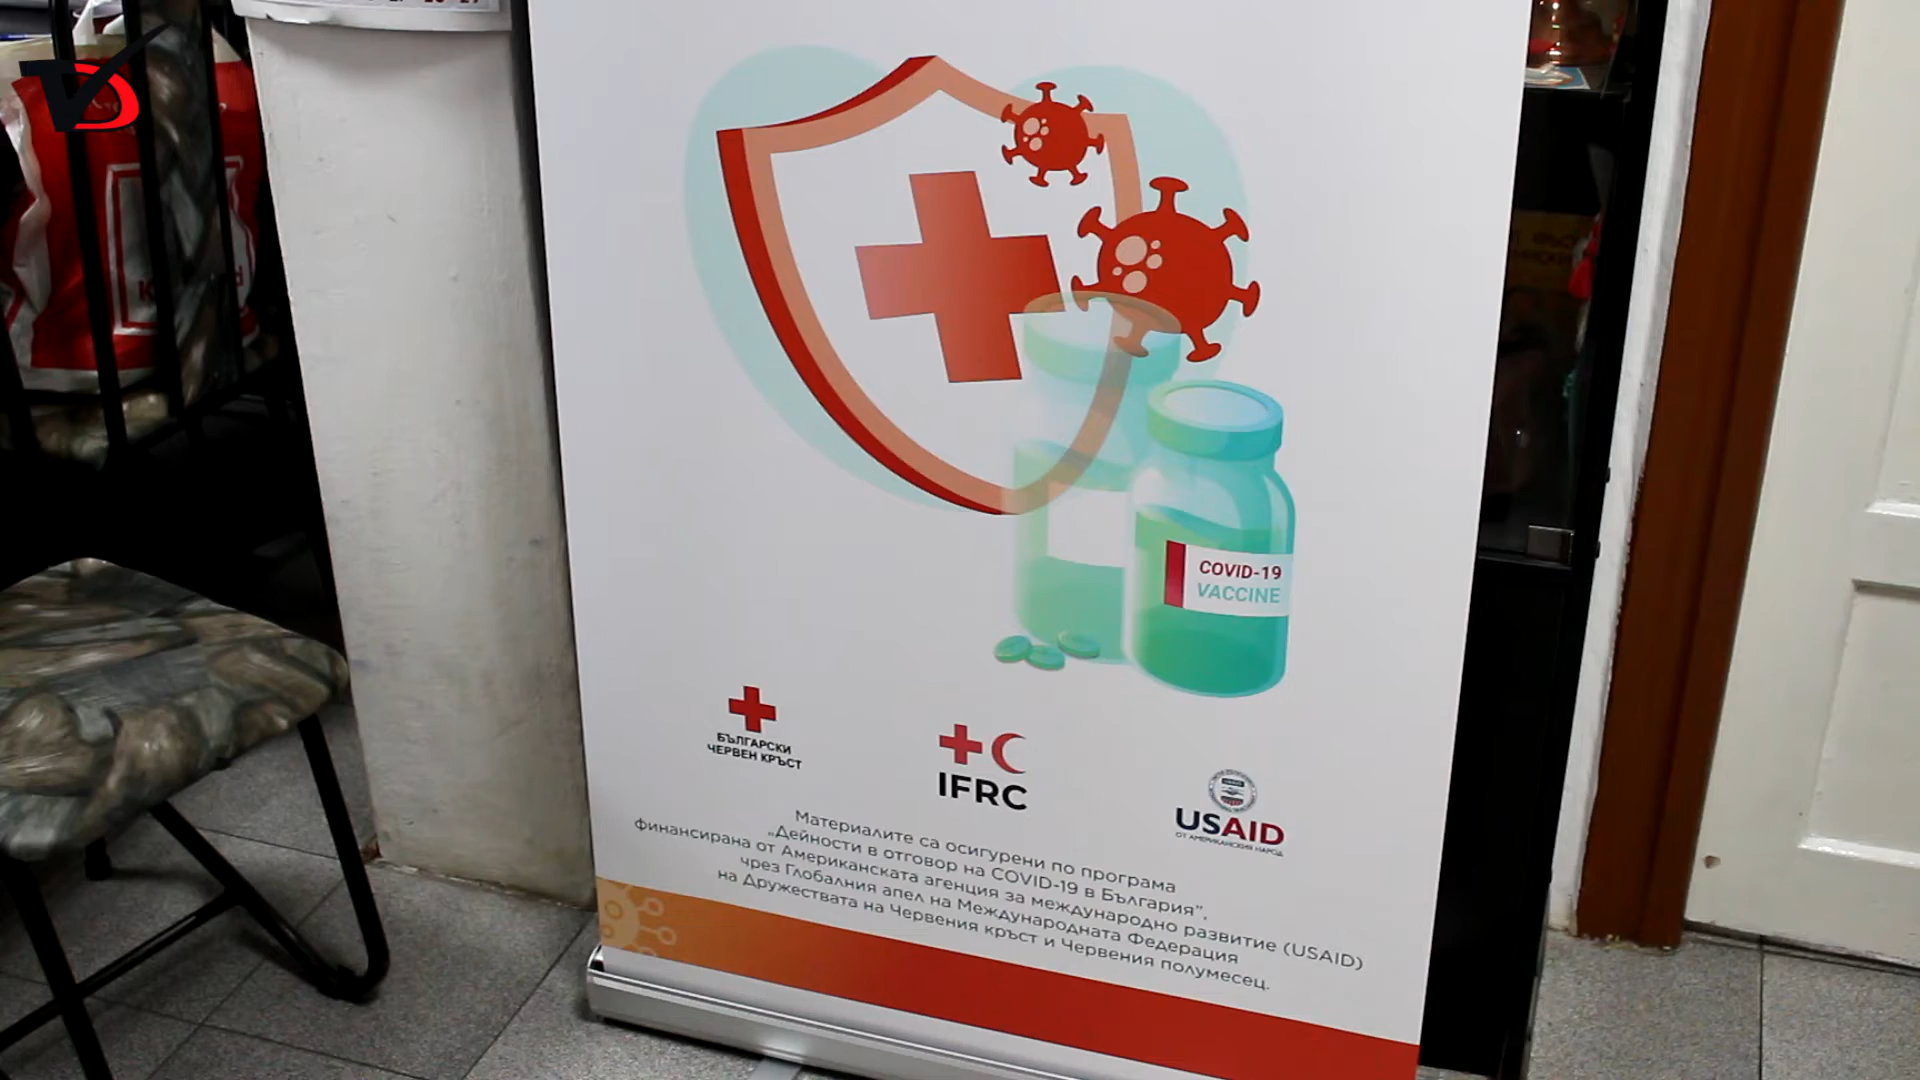 COVID-19
VACCINE
БЪЛГАРСКИ
ЧЕРВЕН КРЪСТ
IFRC
USAID
ОТ АМЕРИКАНСКИЯ НАРОД
Материалите са осигурени по програма
„Дейности в отговор на COVID-19 в България”,
финансирана от Американската агенция за международно развитие (USAID)
чрез Глобалния апел на Международната Федерация
на Дружествата на Червения кръст и Червения полумесец.